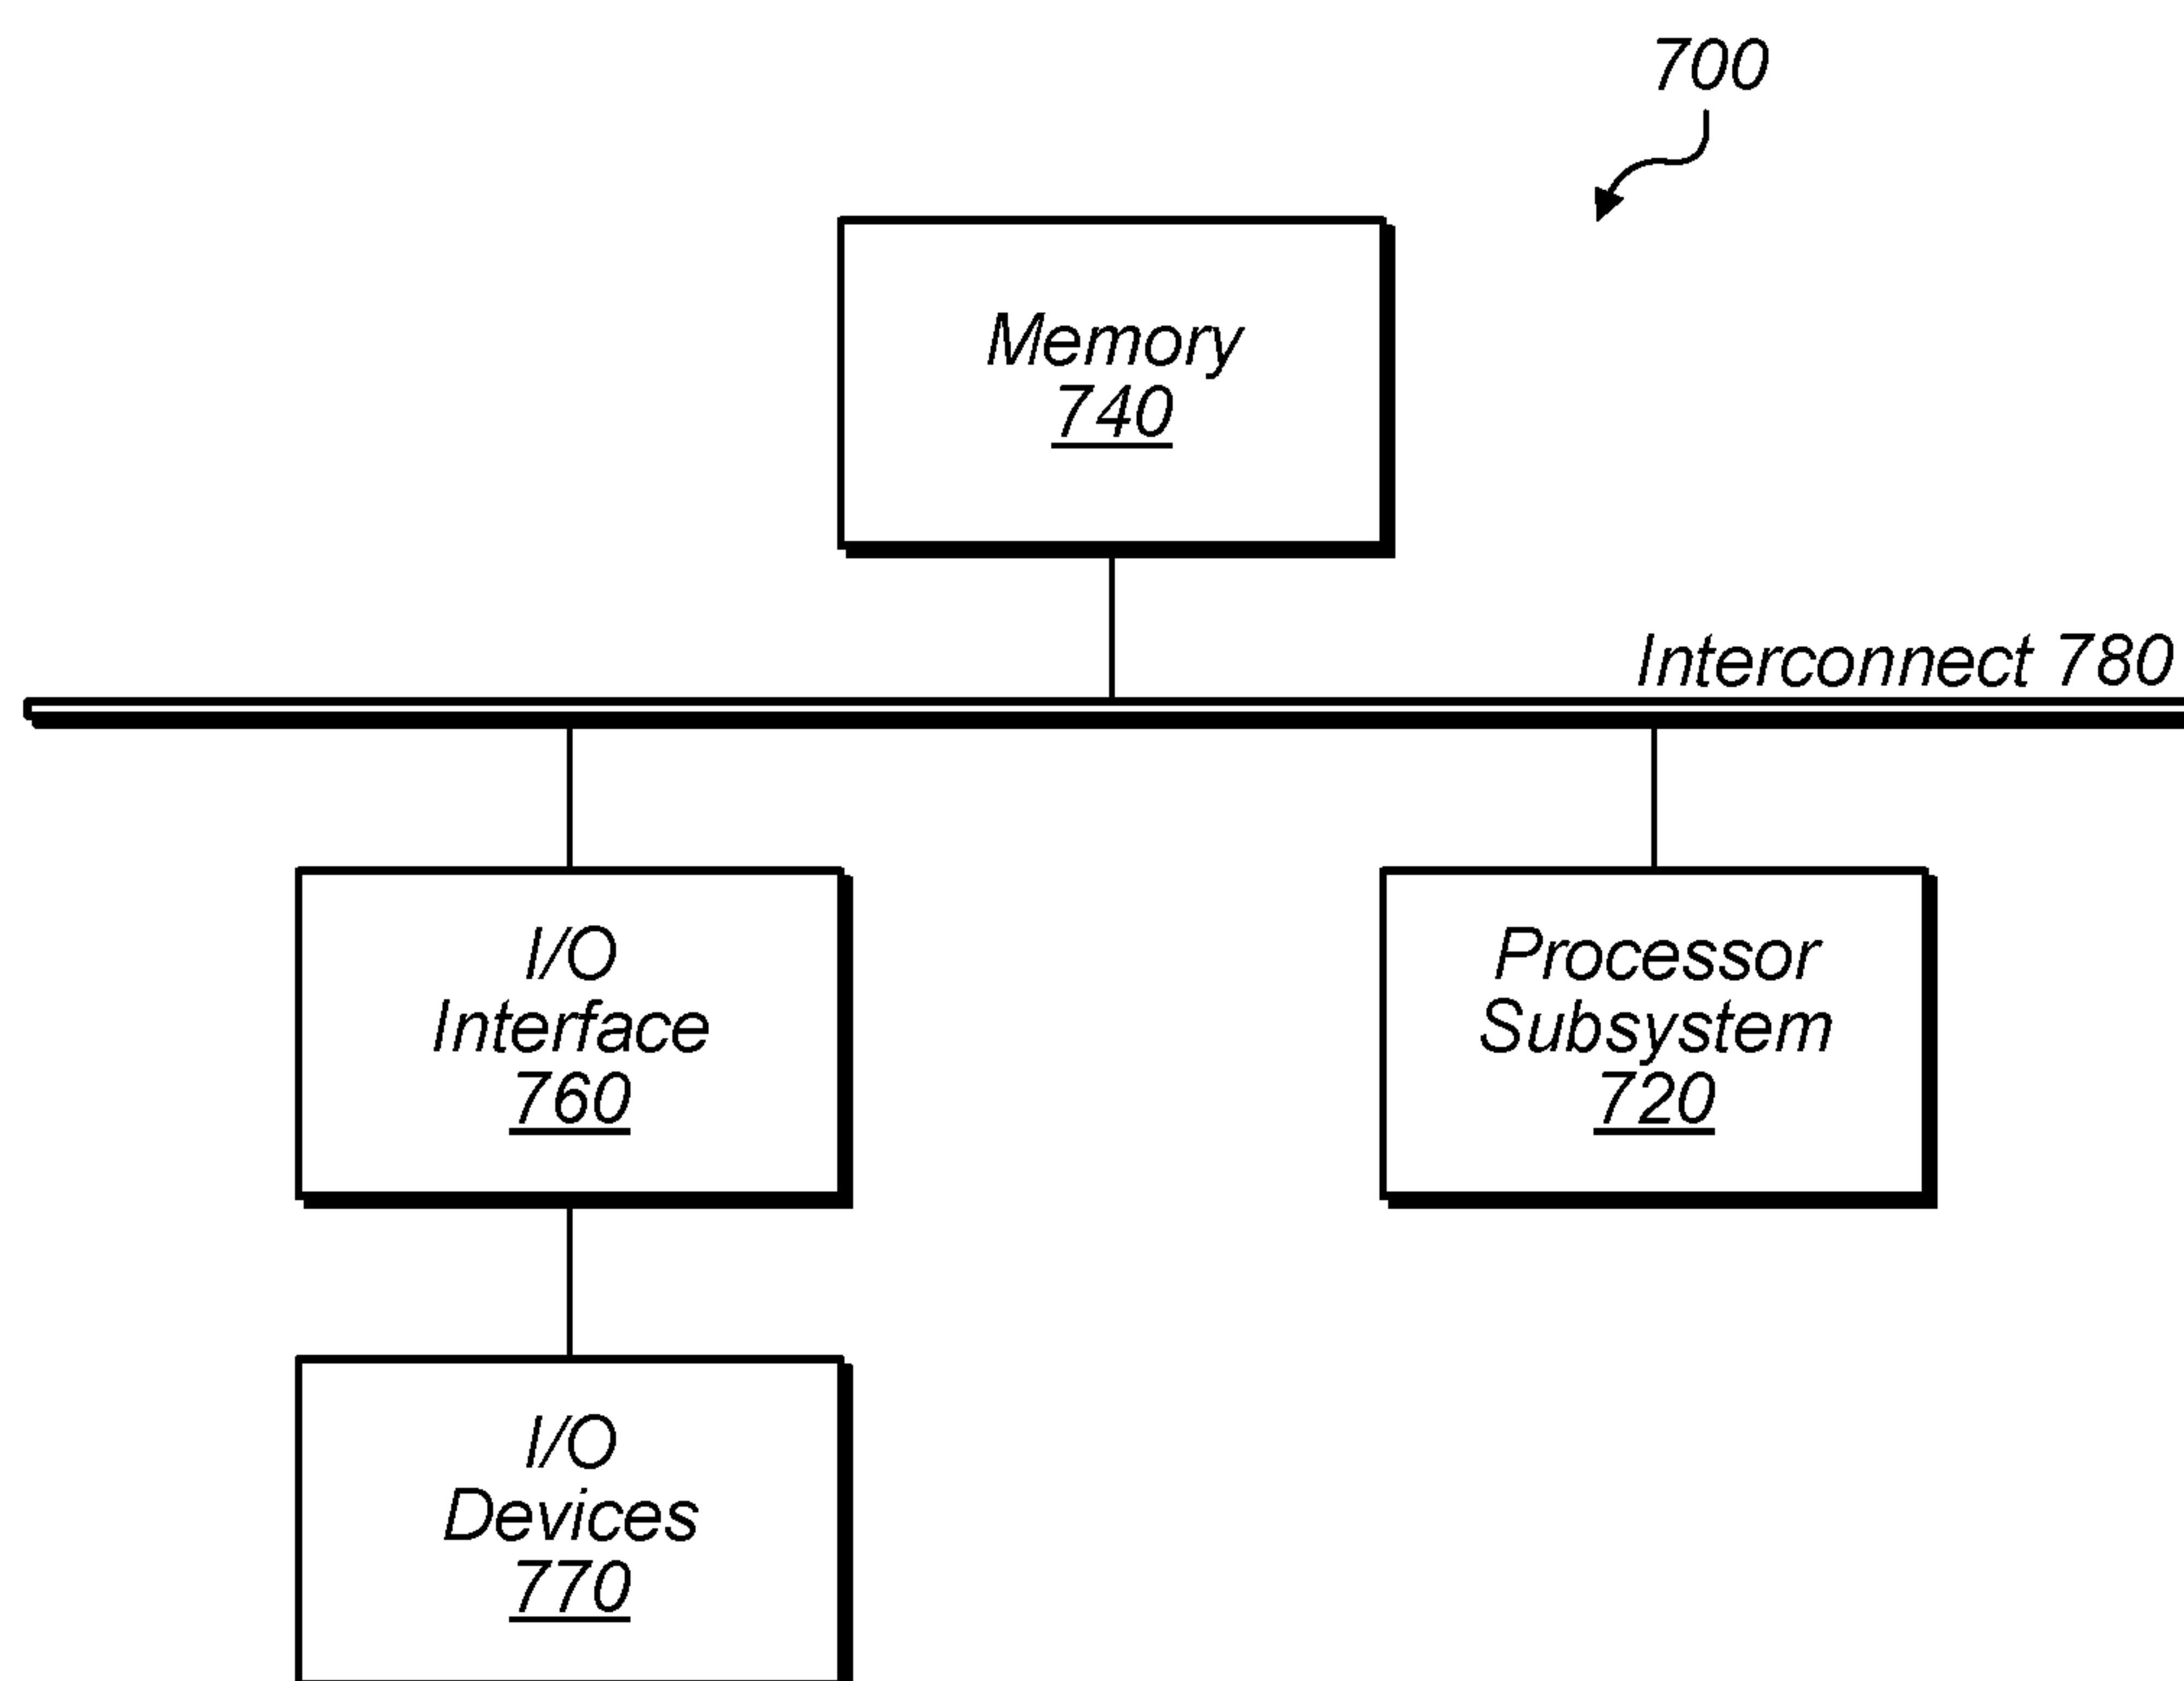 700
Memory
740
Interconnect 780
I/O
Interface
760
Processor
Subsystem
720
I/O
Devices
770